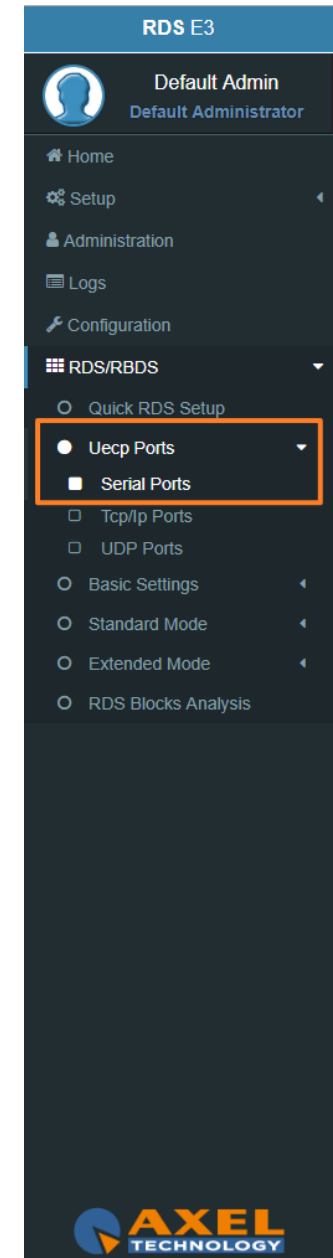 RDS E3
Default Admin
Default Administrator
Home
Setup
Administration
Logs
Configuration
RDS/RBDS
Quick RDS Setup
Uecp Ports
Serial Ports
Tcp/Ip Ports
UDP Ports
Basic Settings
Standard Mode
Extended Mode
RDS Blocks Analysis
AXEL
TECHNOLOGY